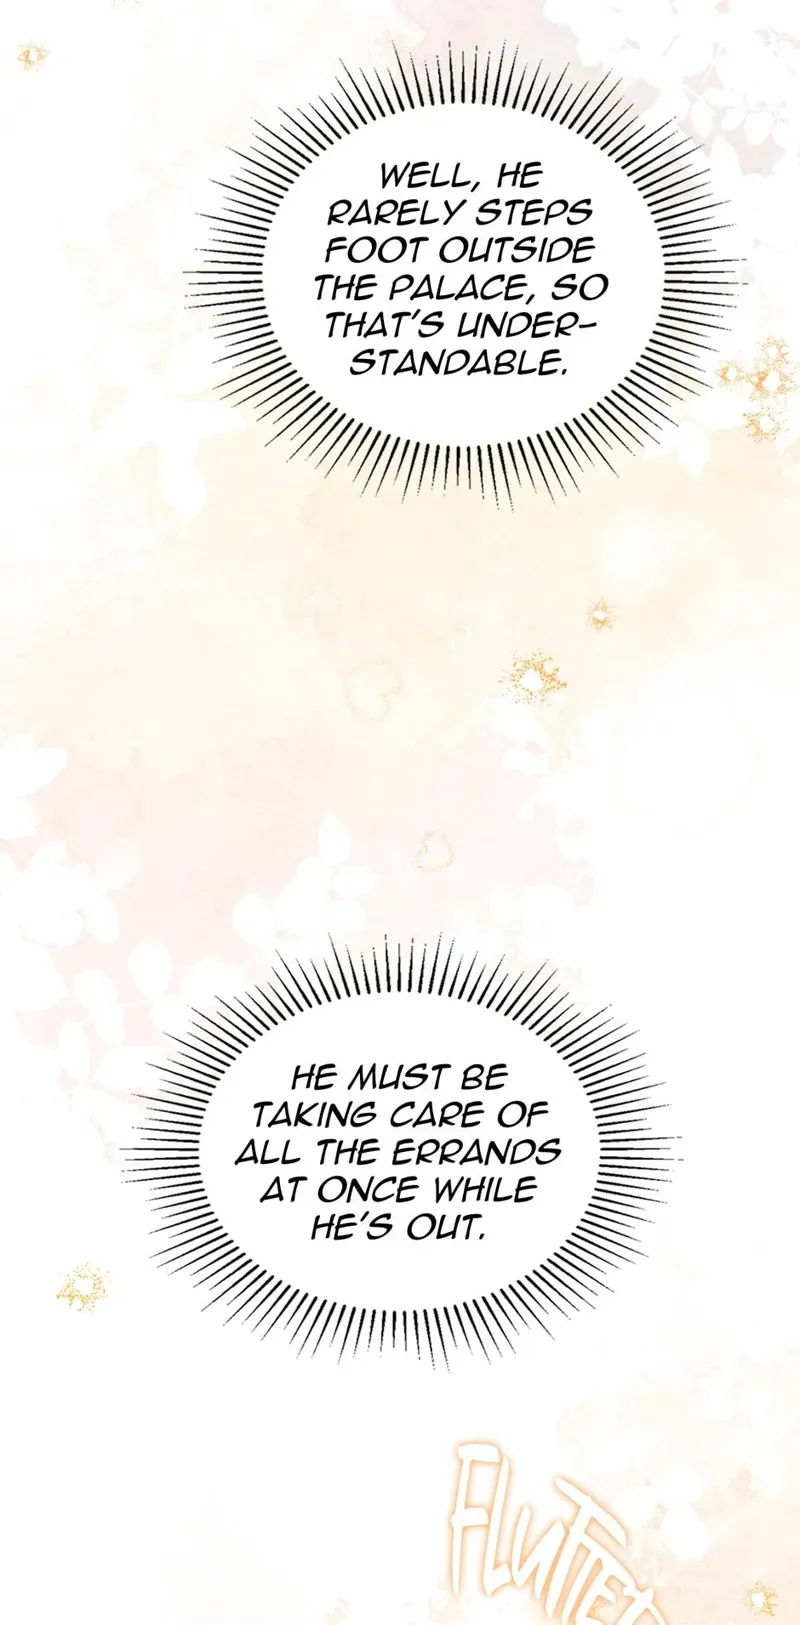 WELL, HE
RARELY STEPS
FOOT OUTSIDE
THE PALACE, SO
THAT'S UNDER-
STANDABLE.
HE MUST BE
TAKING CARE OF
ALL THE ERRANDS
AT ONCE WHILE
HE'S OUT.
FLUTTER